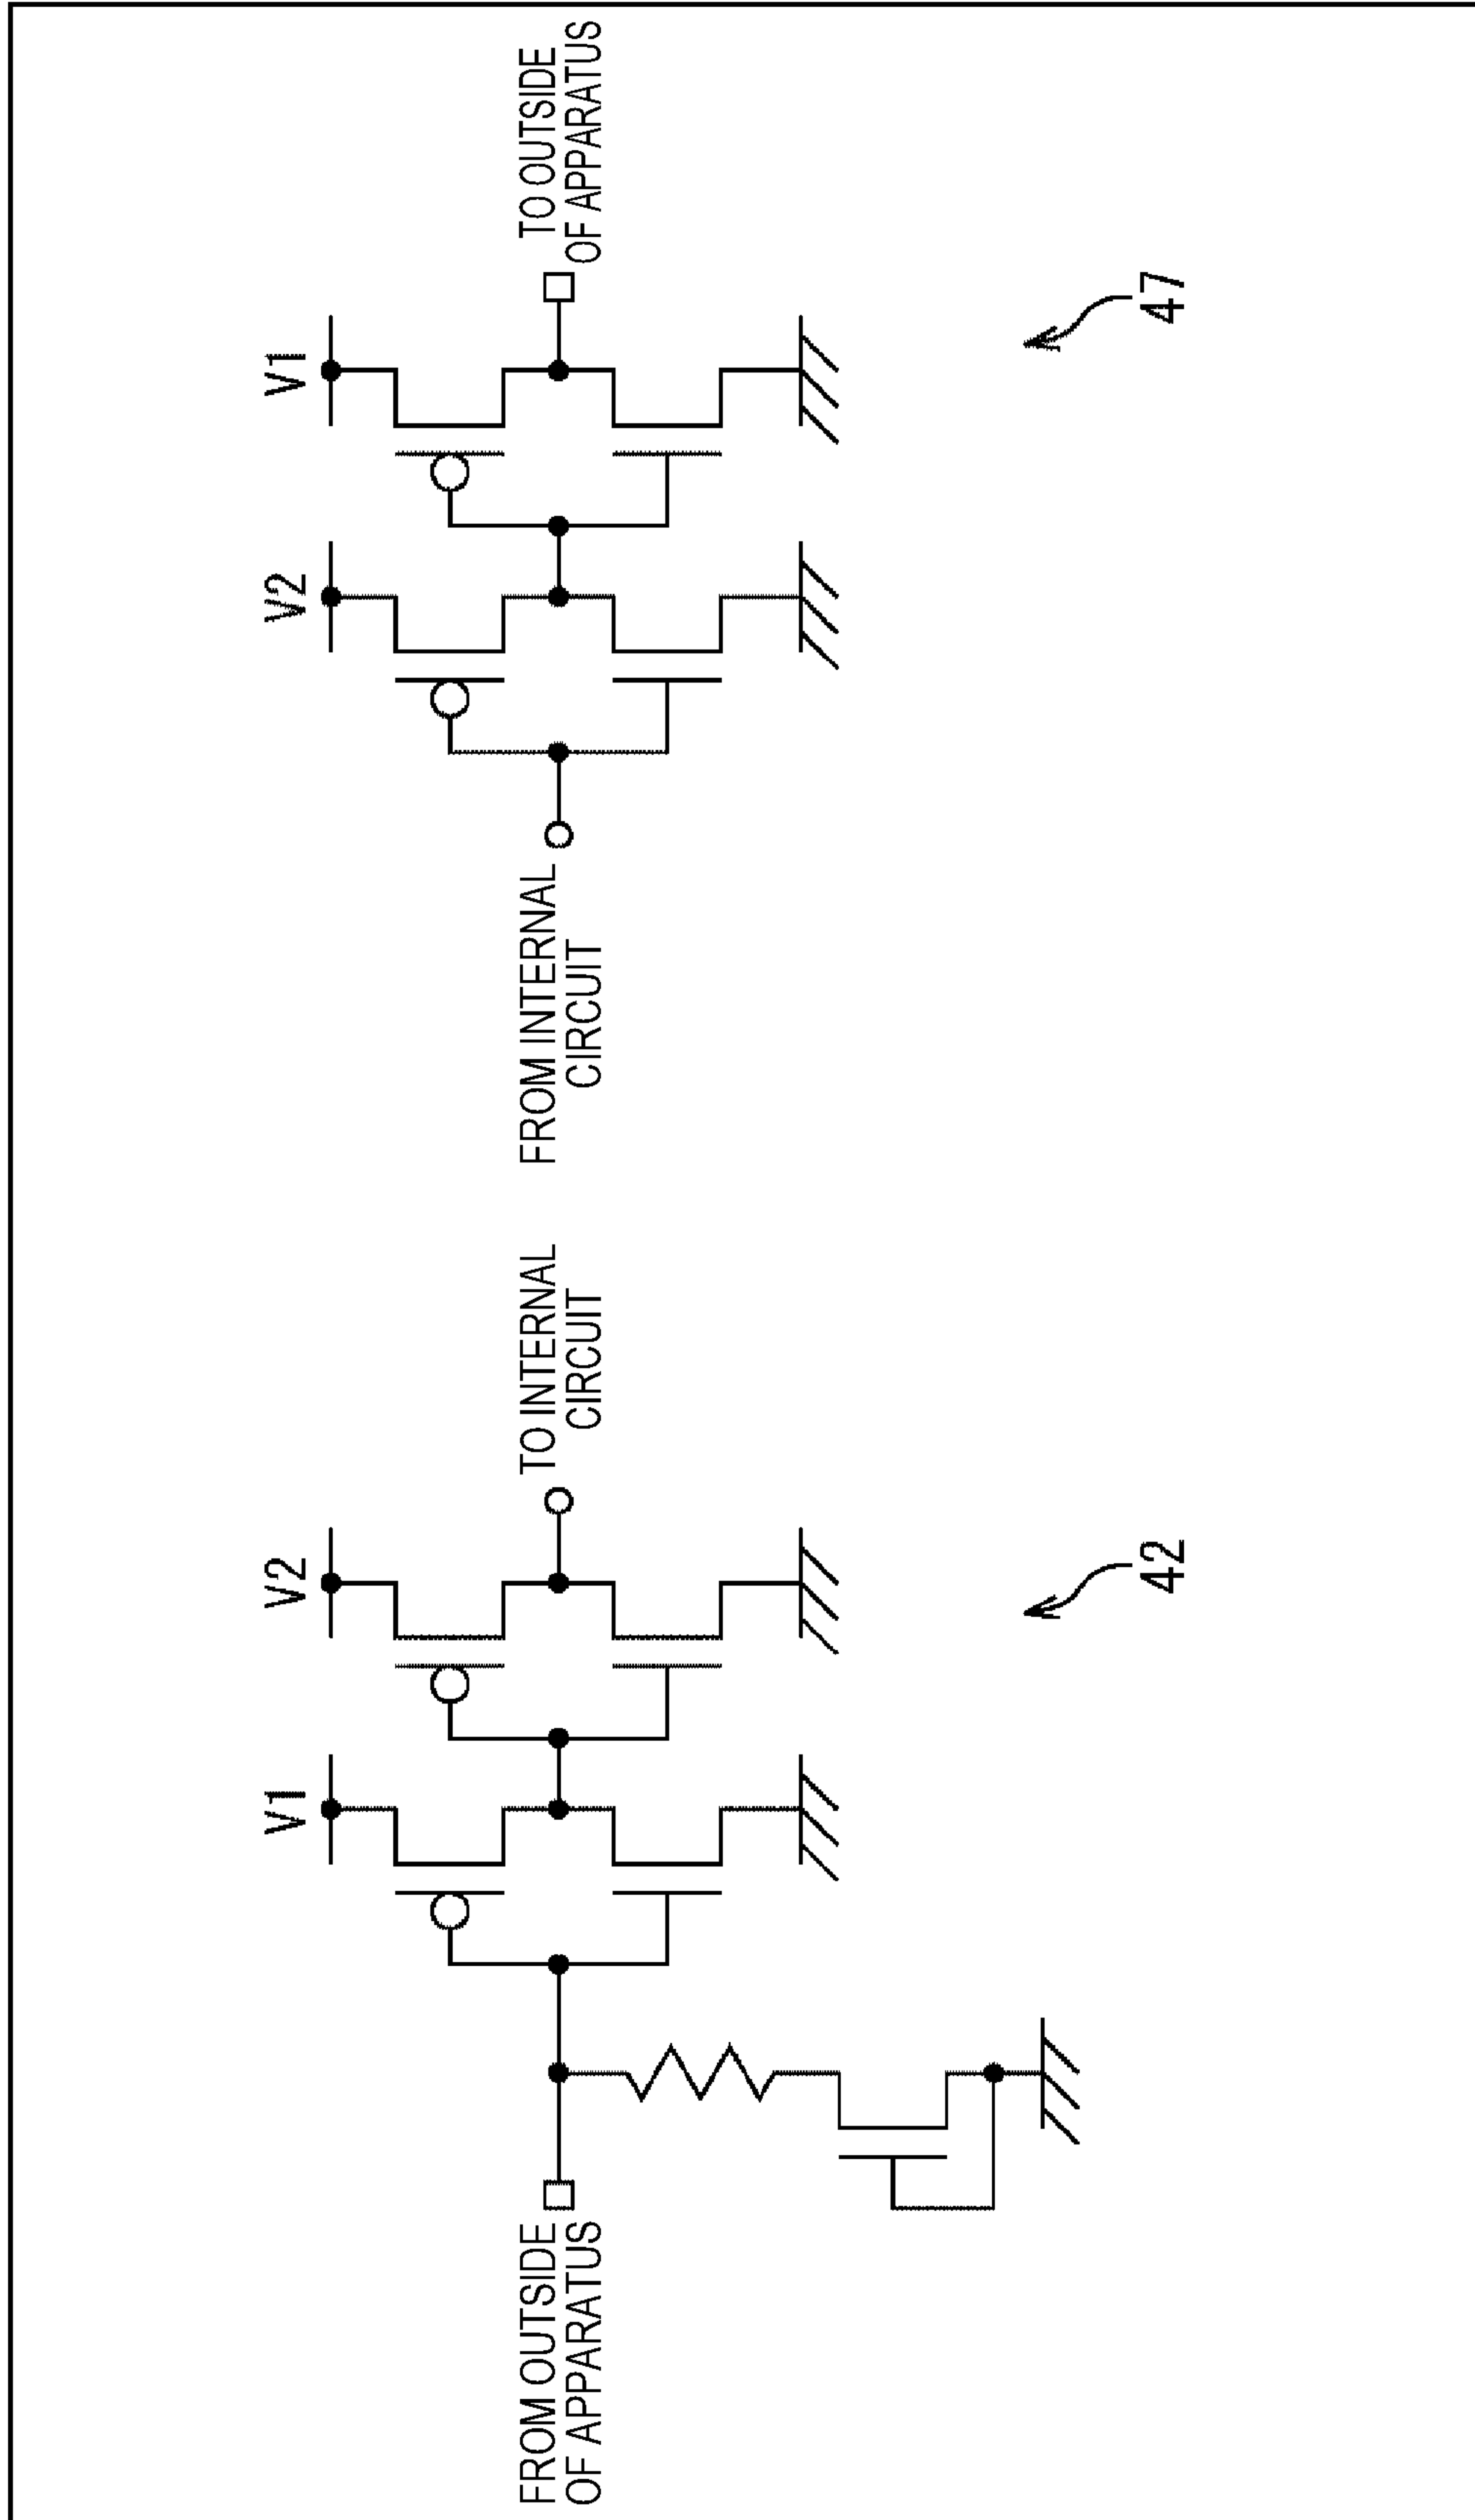 V1
V2
FROM OUTSIDE
OF APPARATUS
TO INTERNAL
CIRCUIT
42
V2
V1
FROM INTERNAL
CIRCUIT
TO OUTSIDE
OF APPARATUS
47